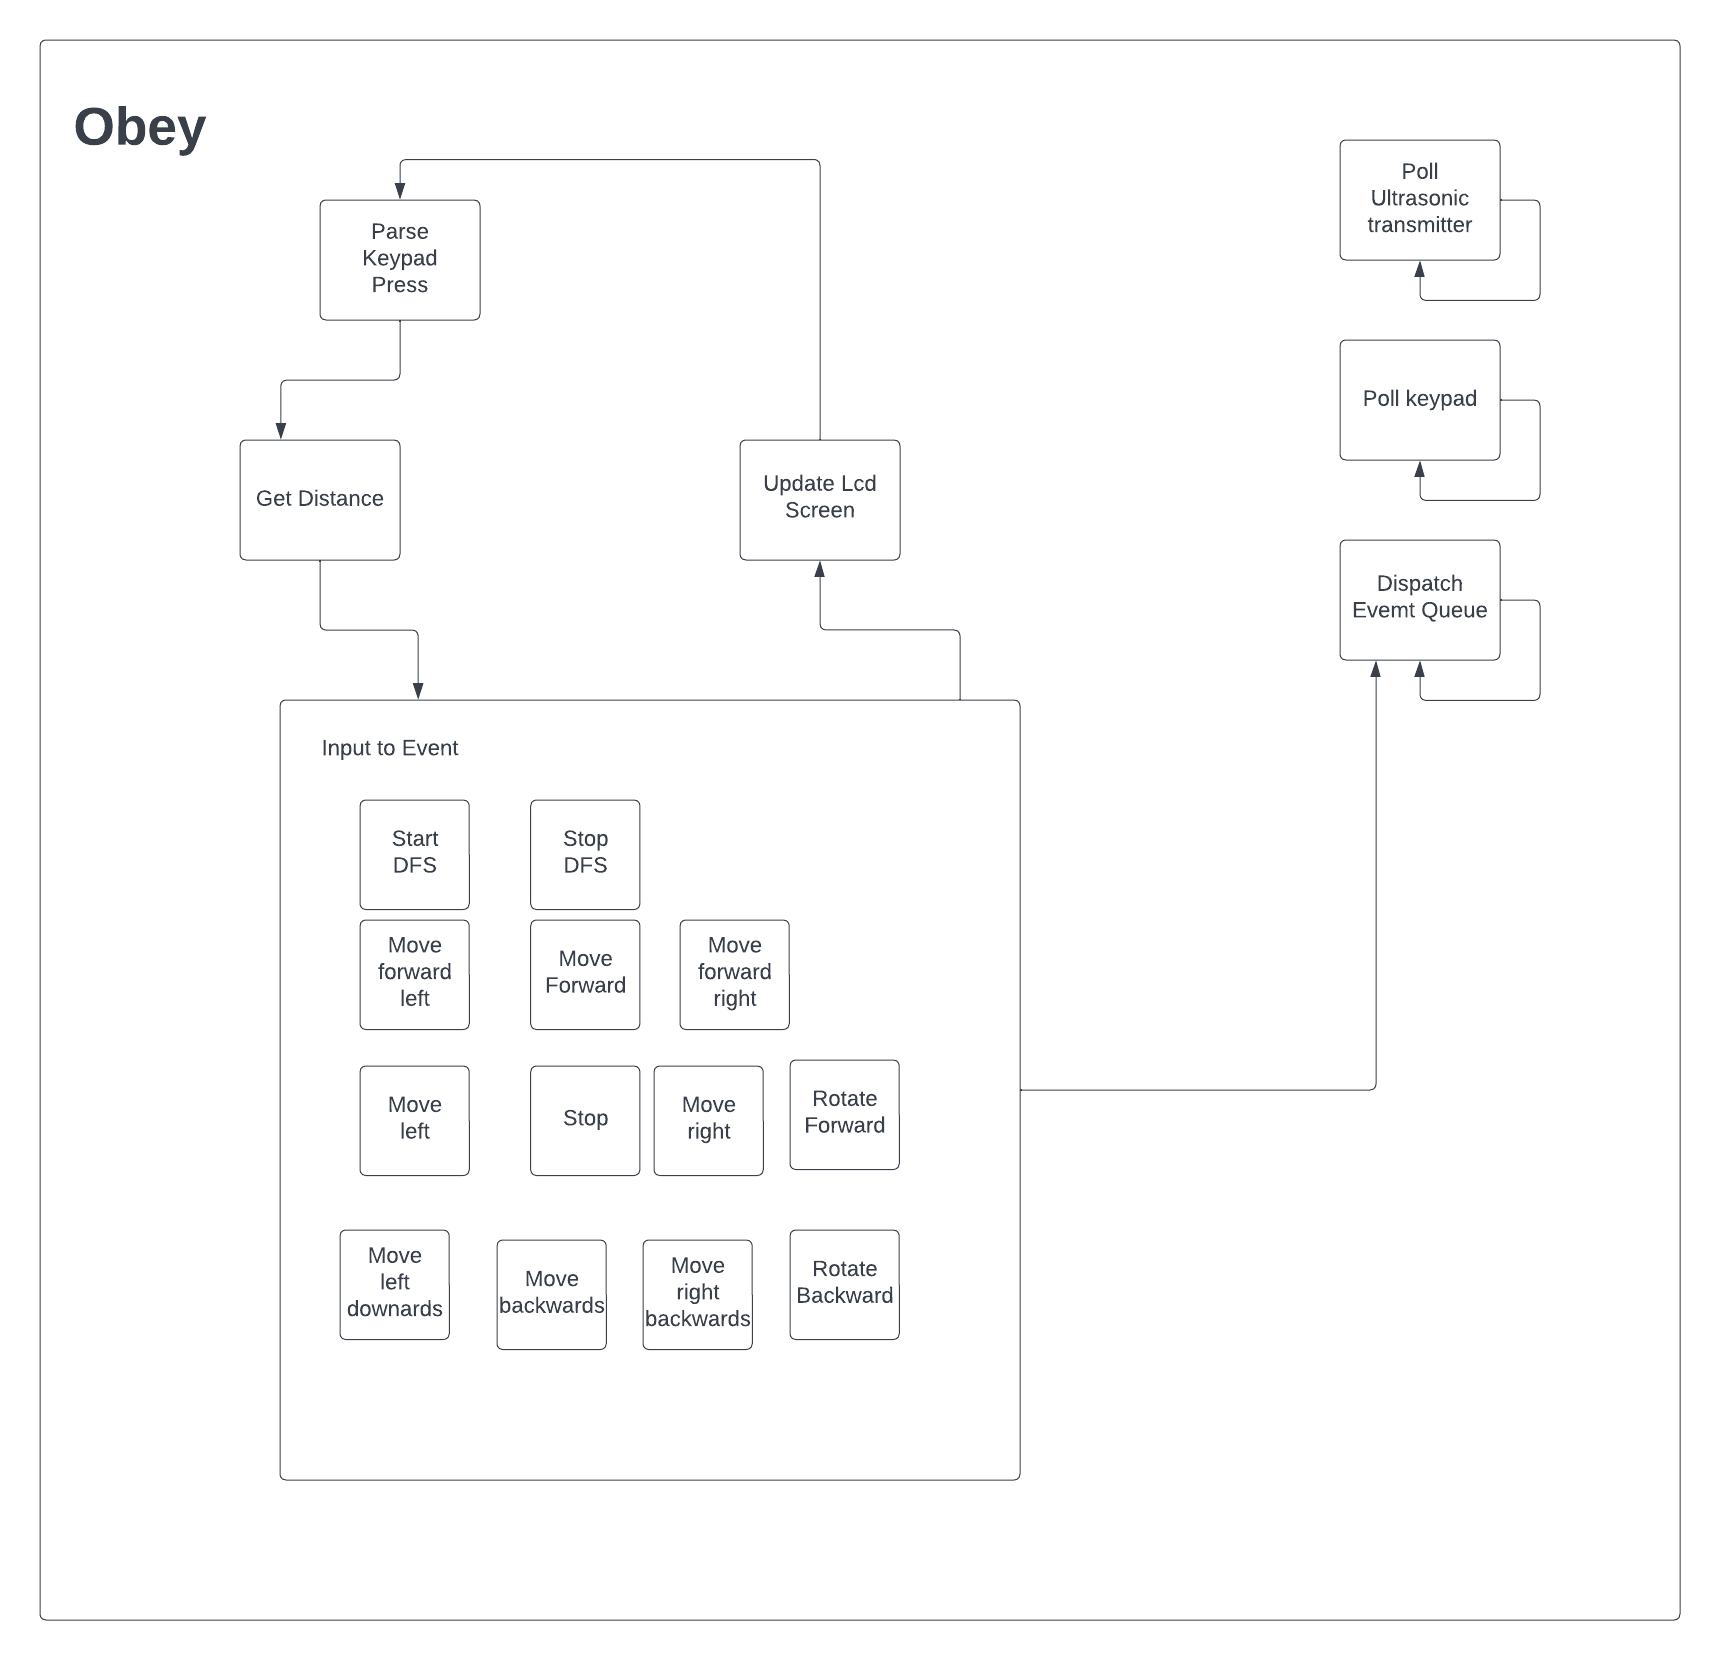 Obey
Parse
Keypad
Press
Get Distance
Update Lcd
Screen
Poll
Ultrasonic
transmitter
Poll keypad
Dispatch
Evemt Queue
Input to Event
Start
DFS
Stop
DFS
Move
forward
left
Move
Forward
Move
forward
right
Move
left
Stop
Move
right
Rotate
Forward
Move
left
downards
Move
backwards
Move
right
backwards
Rotate
Backward